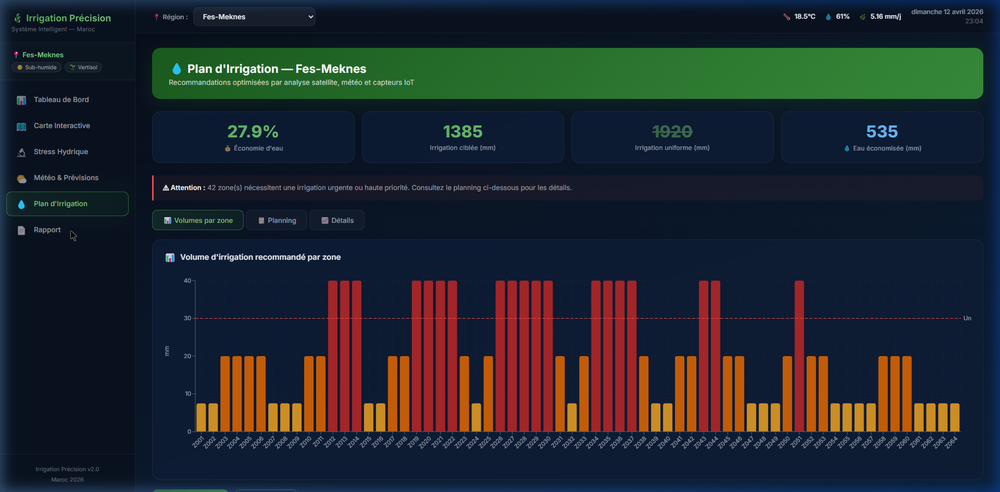 Irrigation Précision
Système Intelligent — Maroc
Fes-Meknes
Sub-humide
Vertisol
Tableau de Bord
Carte Interactive
Stress Hydrique
Météo & Prévisions
Plan d'Irrigation
Rapport
Irrigation Précision v2.0
Maroc 2026
Région :
Fes-Meknes
18.5°C
61%
5.16 mm/j
dimanche 12 avril 2026
23:04
Plan d'Irrigation — Fes-Meknes
Recommandations optimisées par analyse satellite, météo et capteurs IoT
27.9%
Économie d'eau
1385
Irrigation ciblée (mm)
1920
Irrigation uniforme (mm)
535
Eau économisée (mm)
Attention : 42 zone(s) nécessitent une irrigation urgente ou haute priorité. Consultez le planning ci-dessous pour les détails.
Volumes par zone
Planning
Détails
Volume d'irrigation recommandé par zone
40
30
20
10
0
mm
Un
Z001
Z002
Z003
Z004
Z005
Z006
Z007
Z008
Z009
Z010
Z011
Z012
Z013
Z014
Z015
Z016
Z017
Z018
Z019
Z020
Z021
Z022
Z023
Z024
Z025
Z026
Z027
Z028
Z029
Z030
Z031
Z032
Z033
Z034
Z035
Z036
Z037
Z038
Z039
Z040
Z041
Z042
Z043
Z044
Z045
Z046
Z047
Z048
Z049
Z050
Z051
Z052
Z053
Z054
Z055
Z056
Z057
Z058
Z059
Z060
Z061
Z062
Z063
Z064